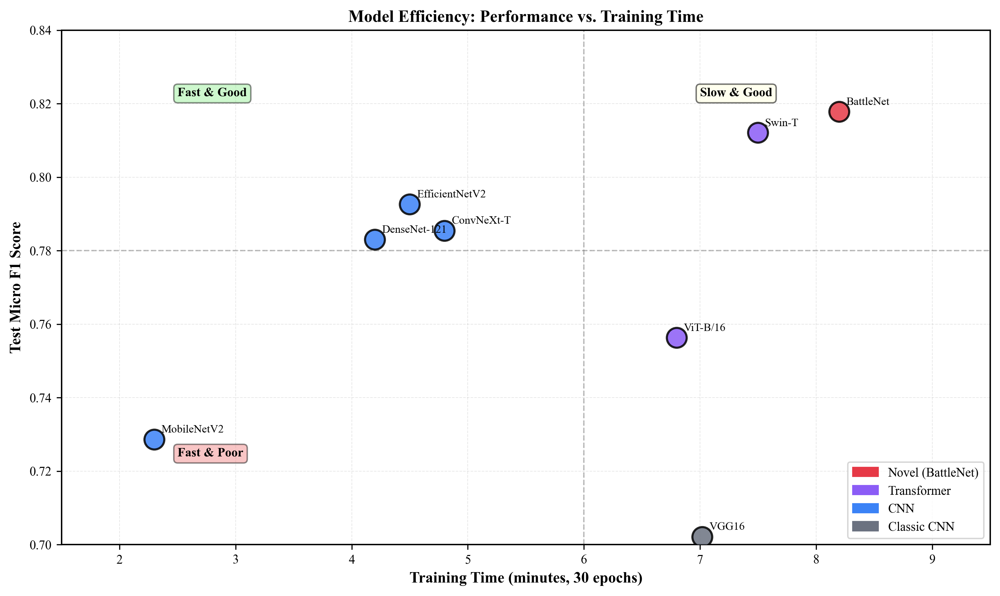 Model Efficiency: Performance vs. Training Time
0.84
0.82
0.80
0.78
0.76
0.74
0.72
0.70
Test Micro F1 Score
Fast & Good
Slow & Good
BattleNet
Swin-T
EfficientNetV2
ConvNeXt-T
DenseNet-121
ViT-B/16
MobileNetV2
Fast & Poor
VGG16
Novel (BattleNet)
Transformer
CNN
Classic CNN
2 3 4 5 6 7 8 9
Training Time (minutes, 30 epochs)